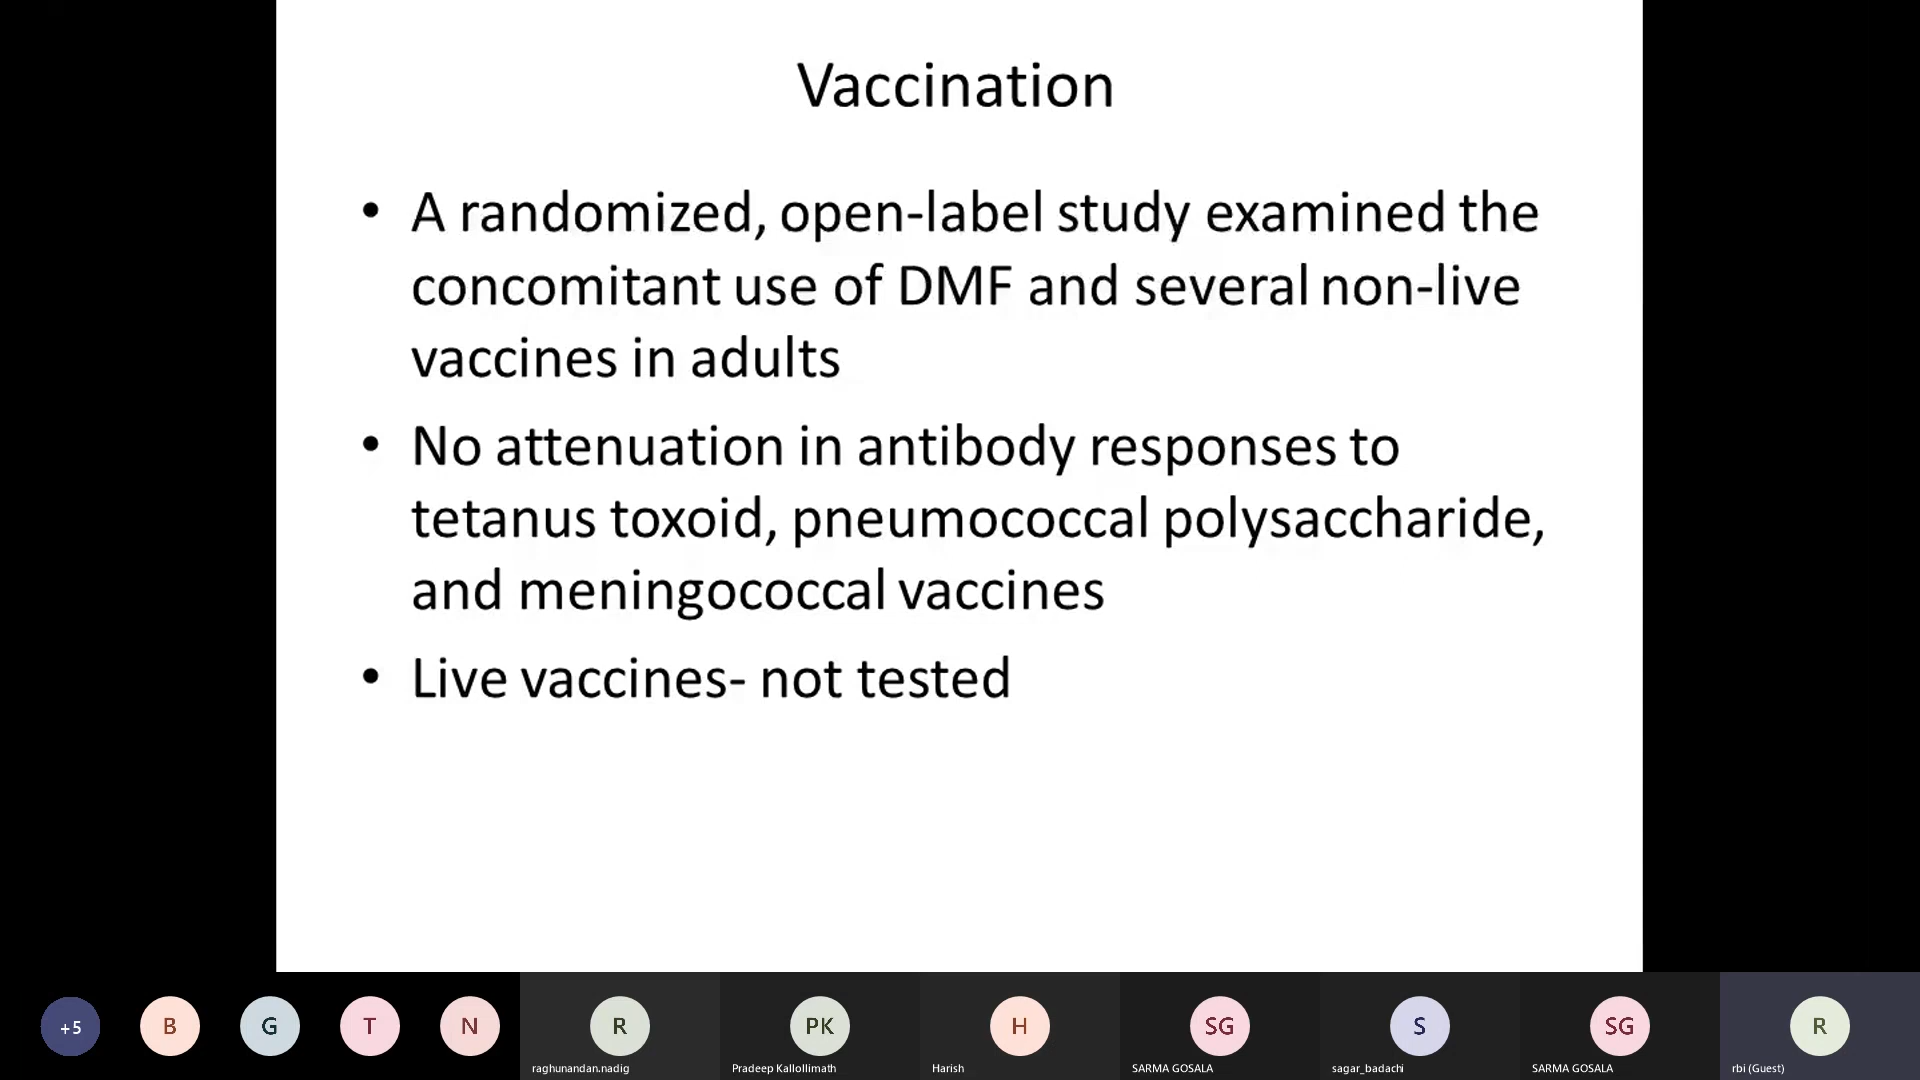 Vaccination
• A randomized, open-label study examined the
concomitant use of DMF and several non-live
vaccines in adults
• No attenuation in antibody responses to
tetanus toxoid, pneumococcal polysaccharide,
and meningococcal vaccines
• Live vaccines- not tested
+5 B G T N R PK H SG S SG R
raghunandan.nadig Pradeep Kallollimath Harish SARMA GOSALA sagar_badachi SARMA GOSALA rbi (Guest)